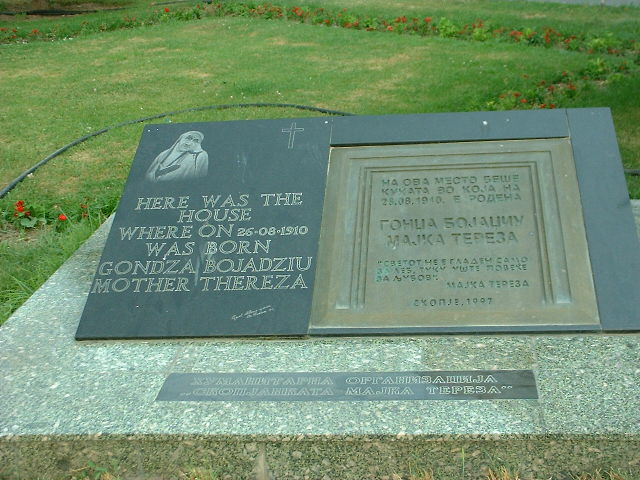 HERE WAS THE
HOUSE
WHERE ON 26-08-1910
WAS BORN
GONDZA BOJADZIU
MOTHER THEREZA
НА ОВА МЕСТО БЕШЕ
КУЌАТА ВО КОЈА НА
26.08.1910. Е РОДЕНА
ГОНЏА БОЈАЏИУ
МАЈКА ТЕРЕЗА
"СВЕТОТ НЕ Е ГЛАДЕН САМО
ЗА ЛЕБ, ТУКУ УШТЕ ПОВЕЌЕ
ЗА ЉУБОВ"
МАЈКА ТЕРЕЗА
СКОПЈЕ, 1997
ХУМАНИТАРНА ОРГАНИЗАЦИЈА
"СКОПЈАНКАТА МАЈКА ТЕРЕЗА"